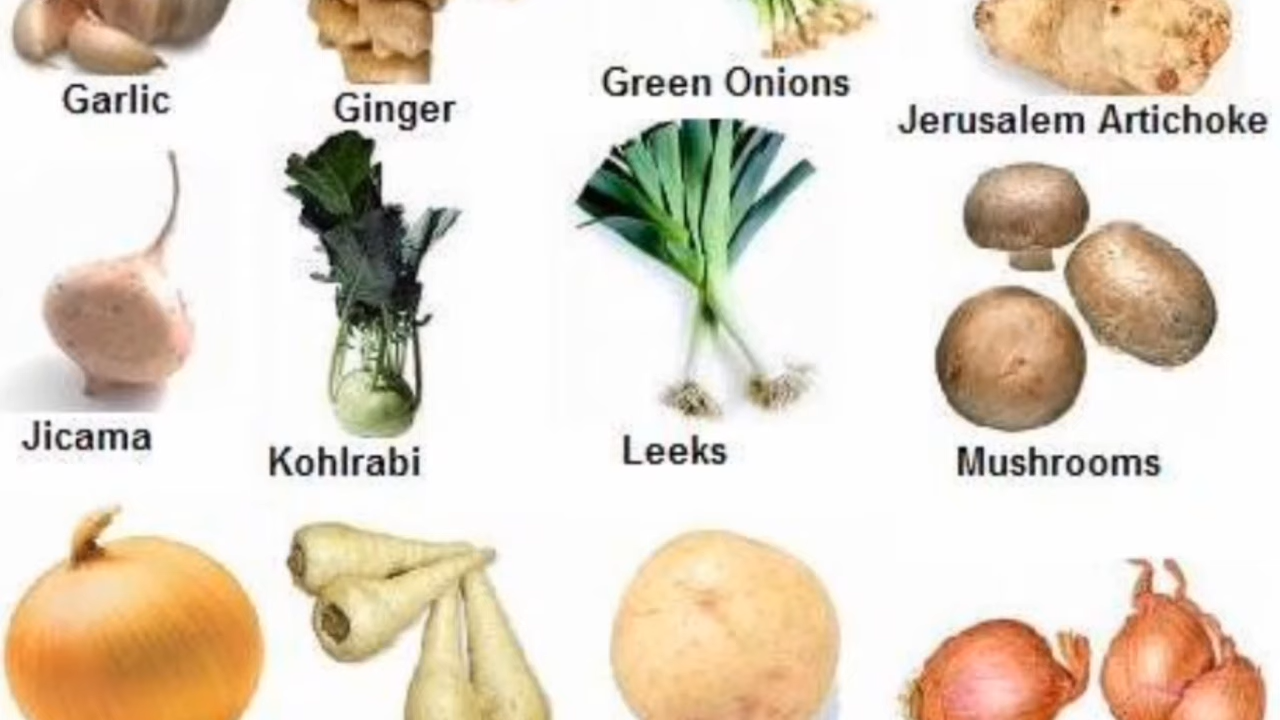 Garlic
Ginger
Green Onions
Jerusalem Artichoke
Jicama
Kohlrabi
Leeks
Mushrooms